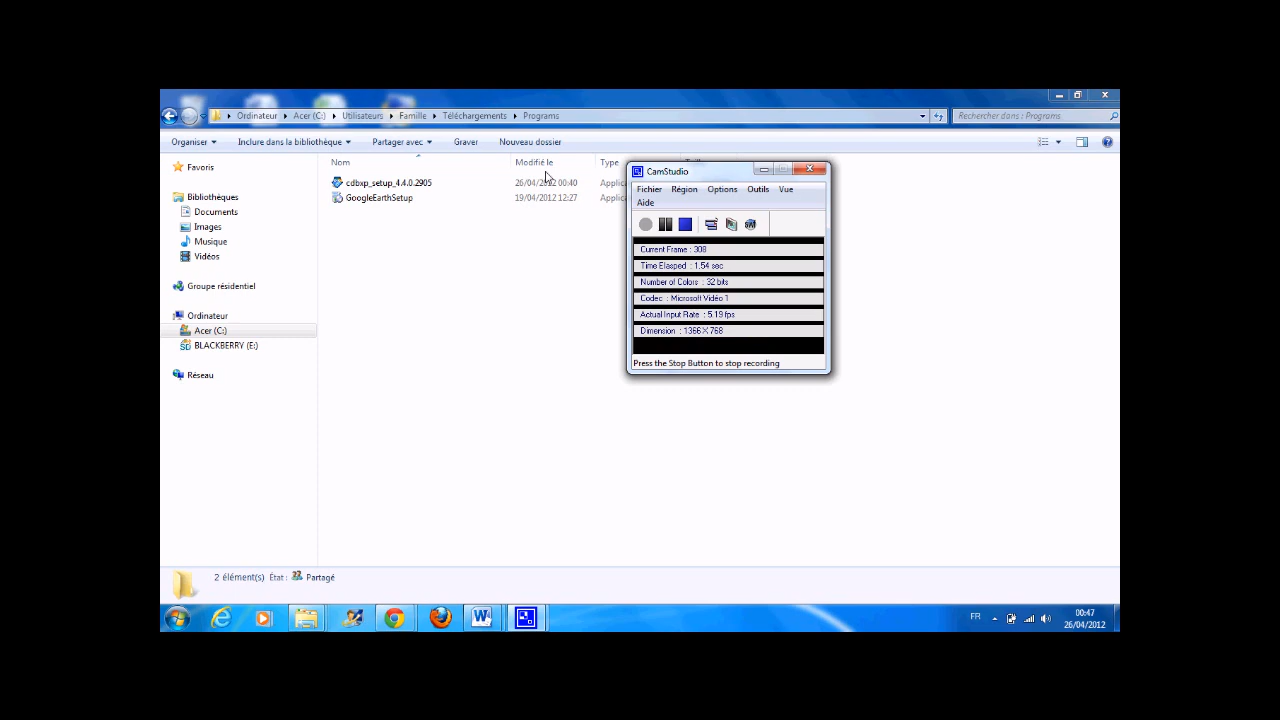 Ordinateur Acer (C:) Utilisateurs Famille Téléchargements Programs Rechercher dans : Programs
Organiser Inclure dans la bibliothèque Partager avec Graver Nouveau dossier
Nom Modifié le Type
cdbxp_setup_4.4.0.2905 26/04/2012 00:40 Applic
GoogleEarthSetup 19/04/2012 12:27 Applic
Favoris
Bibliothèques
Documents
Images
Musique
Vidéos
Groupe résidentiel
Ordinateur
Acer (C:)
BLACKBERRY (E:)
Réseau
CamStudio
Fichier Région Options Outils Vue
Aide
Current Frame : 308
Time Elasped : 1.54 sec
Number of Colors : 32 bits
Codec : Microsoft Vidéo 1
Actual Input Rate : 5.19 fps
Dimension : 1366 X 768
Press the Stop Button to stop recording
2 élément(s) État : Partagé
FR
00:47
26/04/2012